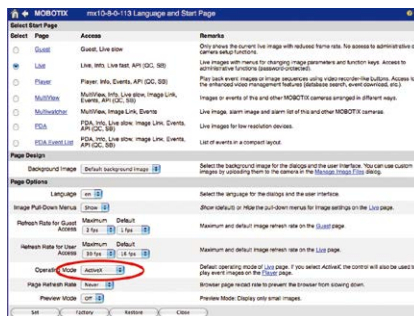 MOBOTIX mx10-8-0-113 Language and Start Page
Select Start Page
Select Page Access Remarks
Guest Guest, Live slow Only shows the current live image with reduced frame rate. No access to administrative or
camera setup functions.
Live Live, Info, Live fast, API (QC, SB) Live images with menus for changing image parameters and function keys. Access to
administrative functions (password-protected).
Player Player, Info, Events, API (QC, SB) Play back event images or image sequences using video-recorder-like buttons. Access to
the enhanced video management features (database search, event download, etc.)
MultiView MultiView, Info, Live slow, Image Link,
Events, API (QC, SB) Images or events of this and other MOBOTIX cameras arranged in different ways.
Multiwatcher MultiView, Image Link, Events Live image, alarm image and alarm list of this and other MOBOTIX cameras.
PDA PDA, Info, Live slow, Image Link, Events,
API (QC, SB) Live images for low resolution devices.
PDA Event List PDA, Info, Live slow, Image Link, Events,
API (QC, SB) List of events in a compact layout.
Page Design
Background Image Default background image Select the background image for the dialogs and the user interface. You can use custom
images by uploading them to the camera in the Manage Image Files dialog.
Page Options
Language en Select the language for the dialogs and the user interface.
Image Pull-Down Menus Show Show (default) or Hide the pull-down menus for image settings on the Live page.
Refresh Rate for Guest
Access Maximum Default
2 fps 1 fps Maximum and default image refresh rate on the Guest page.
Refresh Rate for User
Access Maximum Default
30 fps 16 fps Maximum and default image refresh rate on the Live page.
Operating Mode ActiveX Default operating mode of Live page. If you select ActiveX, the control will also be used to
play event images on the Player page.
Page Refresh Rate Never Browser page reload rate to prevent the browser from slowing down.
Preview Mode Off Preview Mode: Display only small images.
Set Factory Restore Close